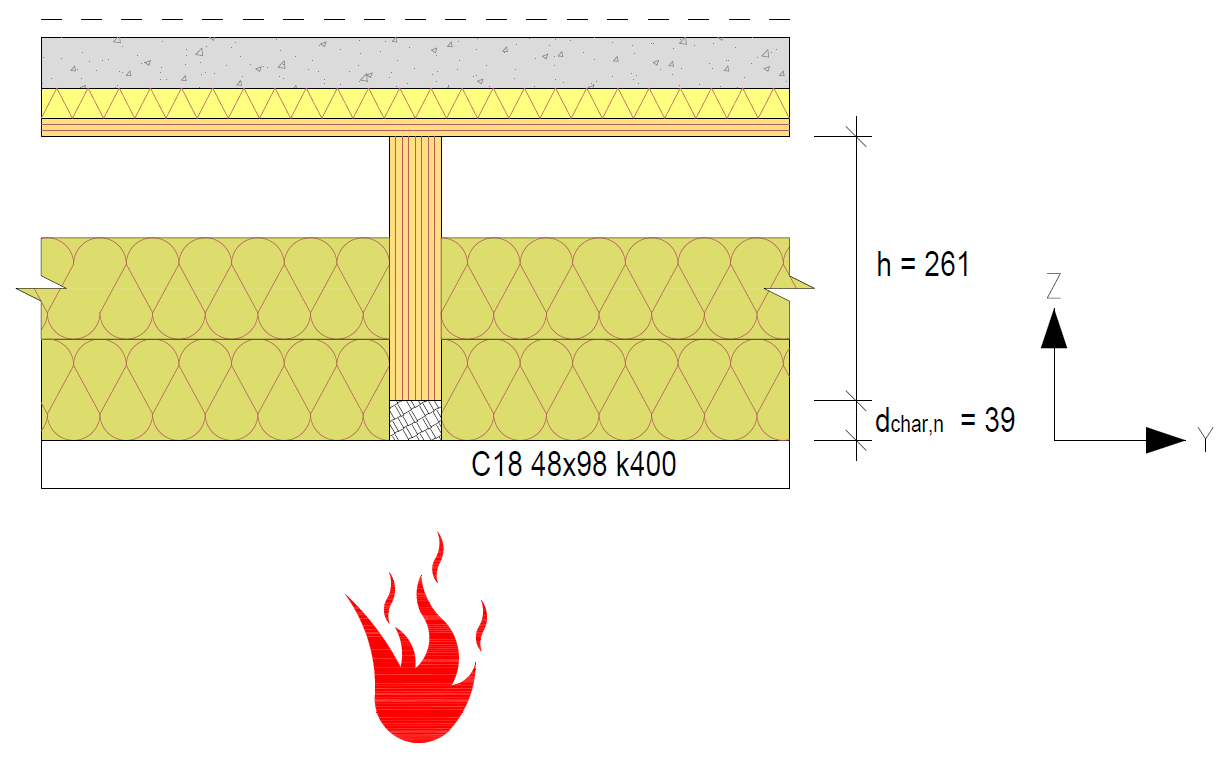 h = 261
Z
dchar,n = 39
Y
C18 48x98 k400